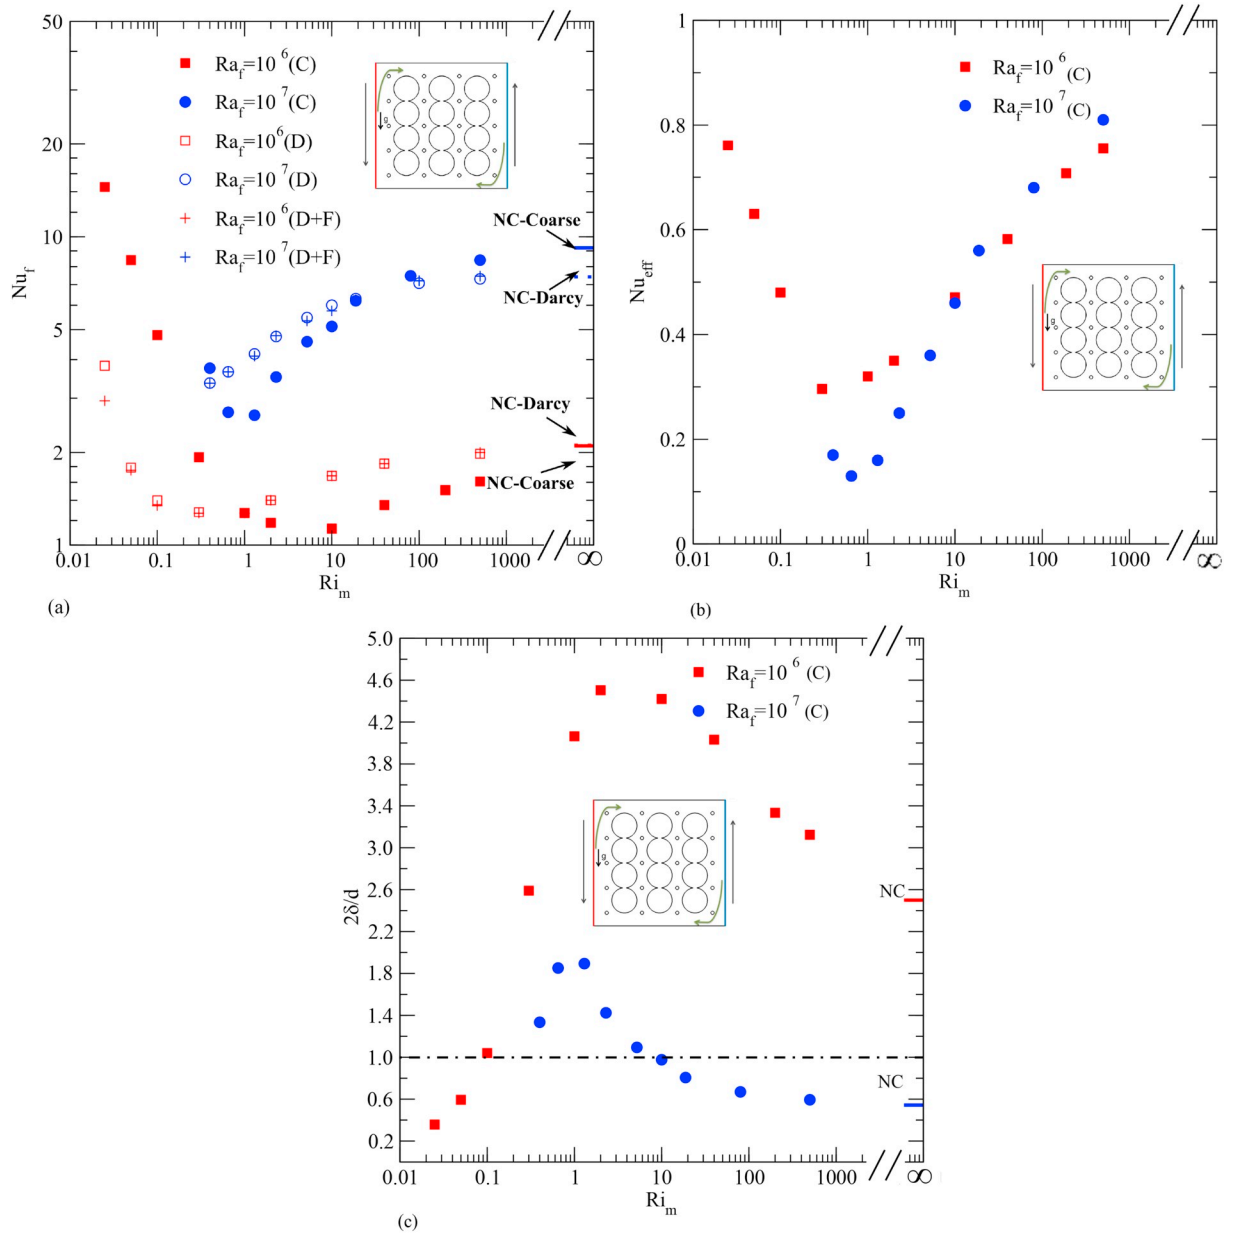 50
30
20
10
5
2
1
Nu_f
Ra_f=10^6(C)
Ra_f=10^7(C)
Ra_f=10^6(D)
Ra_f=10^7(D)
Ra_f=10^6(D+F)
Ra_f=10^7(D+F)
g
NC-Coarse
NC-Darcy
NC-Darcy
NC-Coarse
0.01 0.1 1 10 100 1000 ∞
Ri_m
(a)
1
0.8
0.6
0.4
0.2
0
Nu_eff
Ra_f=10^6(C)
Ra_f=10^7(C)
g
0.01 0.1 1 10 100 1000 ∞
Ri_m
(b)
5.0
4.6
4.2
3.8
3.4
3.0
2.6
2.2
1.8
1.4
1.0
0.6
0.2
2δ/d
Ra_f=10^6(C)
Ra_f=10^7(C)
g
NC
NC
0.01 0.1 1 10 100 1000 ∞
Ri_m
(c)